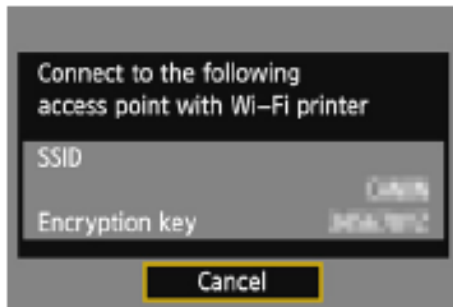 Connect to the following
access point with Wi-Fi printer
SSID
Encryption key
Cancel